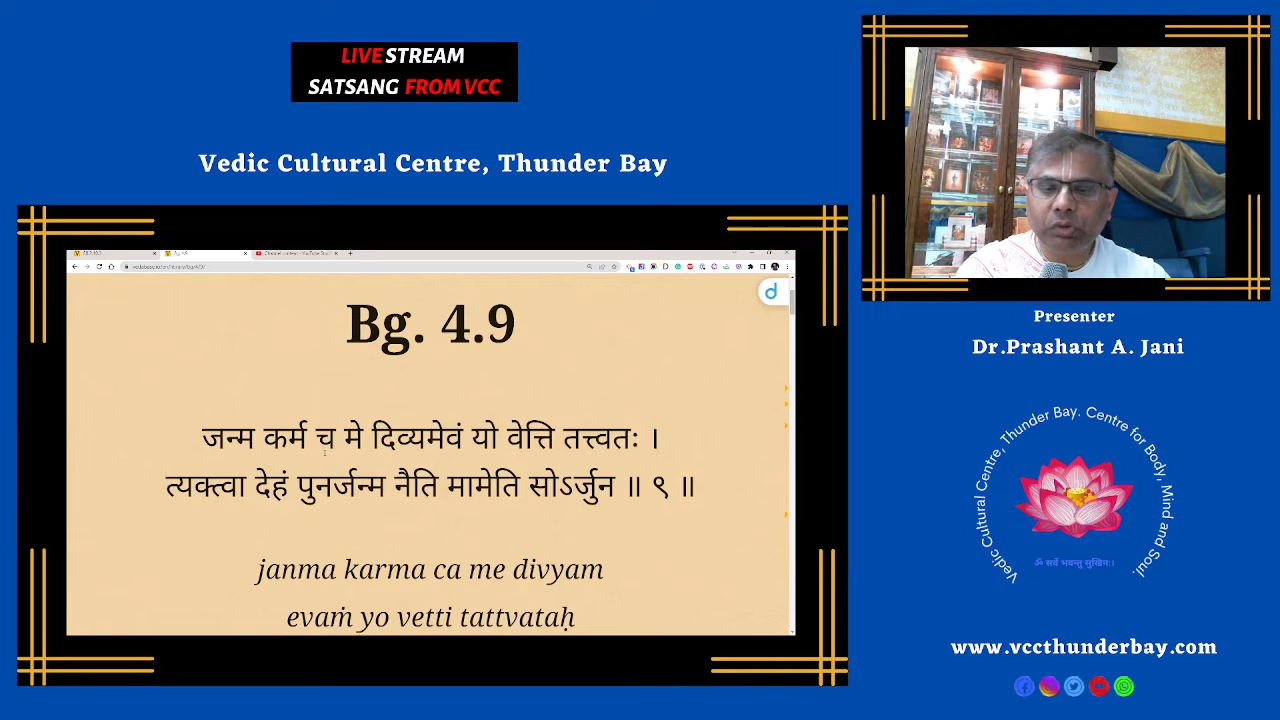 LIVE STREAM
SATSANG FROM VCC
Vedic Cultural Centre, Thunder Bay
Bg. 4.9
जन्म कर्म च मे दिव्यमेवं यो वेत्ति तत्त्वतः ।
त्यक्त्वा देहं पुनर्जन्म नैति मामेति सोऽर्जुन ॥ ९ ॥
janma karma ca me divyam
evaṁ yo vetti tattvataḥ
Presenter
Dr.Prashant A. Jani
Vedic Cultural Centre, Thunder Bay. Centre for Body, Mind and Soul.
ॐ सर्वे भवन्तु सुखिनः।
www.vccthunderbay.com